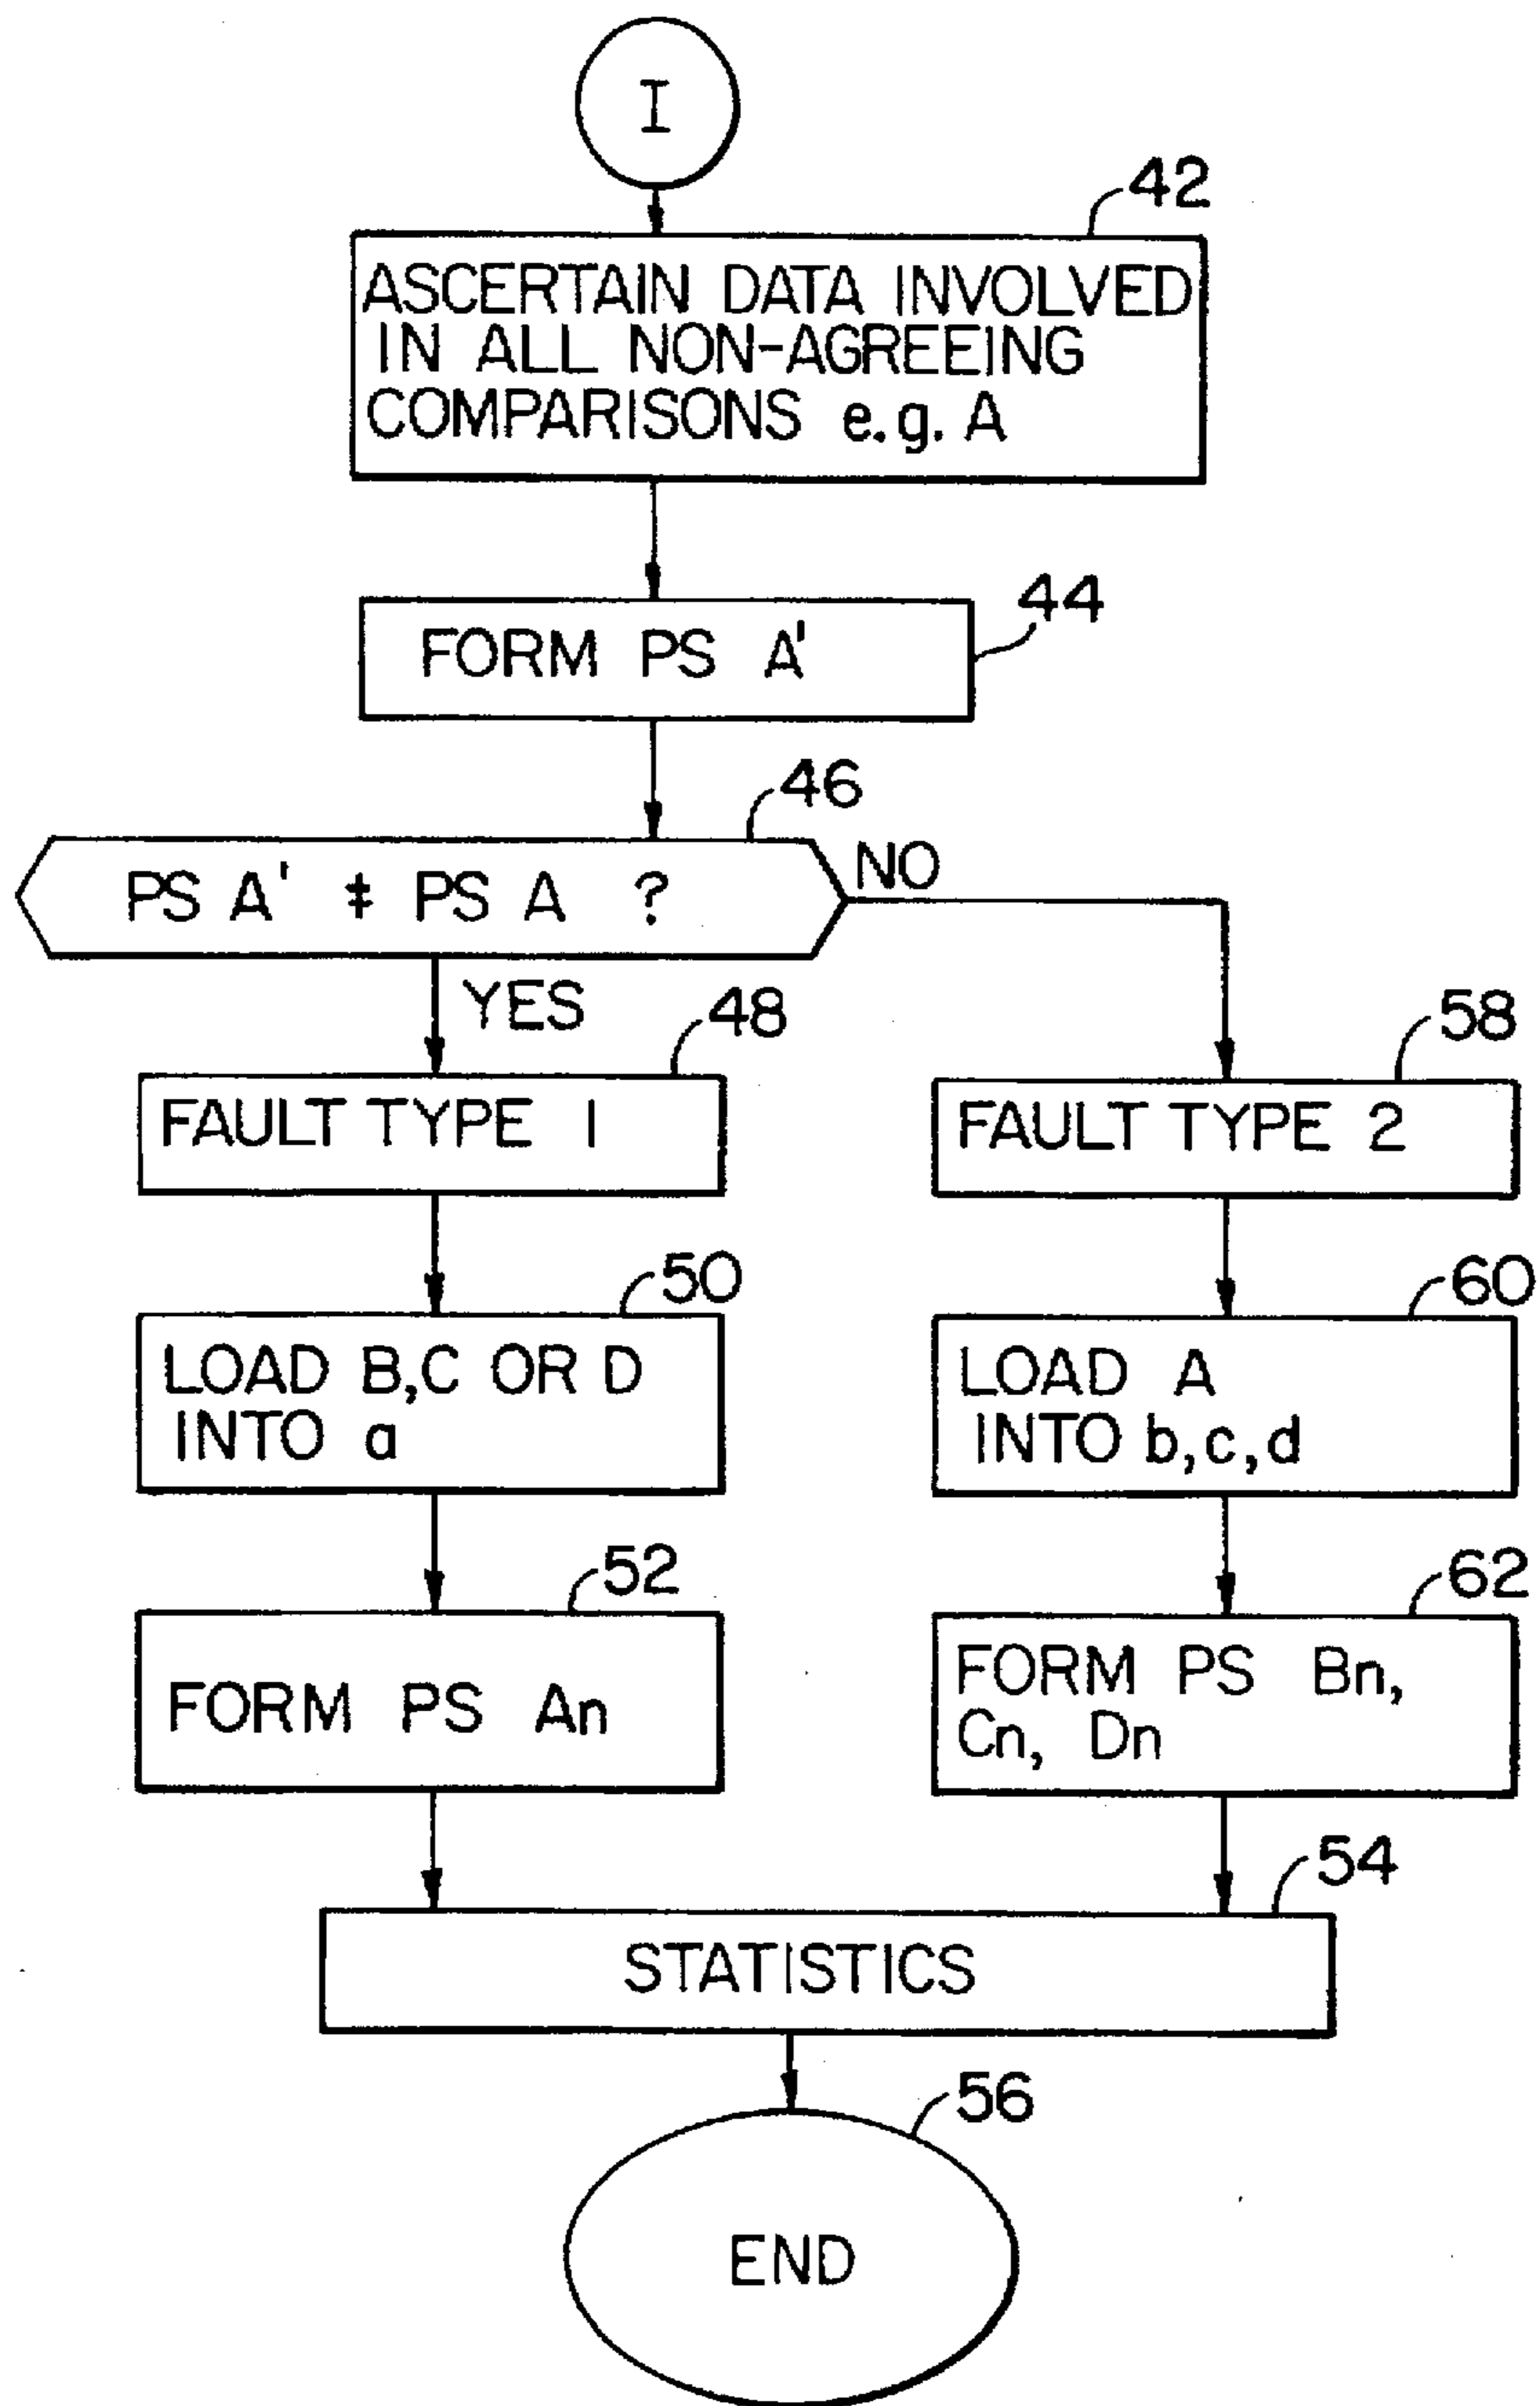 I
42
ASCERTAIN DATA INVOLVED
IN ALL NON-AGREEING
COMPARISONS e.g. A
44
FORM PS A'
46
PS A' ‡ PS A ?
NO
YES
48
58
FAULT TYPE 1
FAULT TYPE 2
50
60
LOAD B,C OR D
INTO a
LOAD A
INTO b,c,d
52
62
FORM PS An
FORM PS Bn,
Cn, Dn
54
STATISTICS
56
END